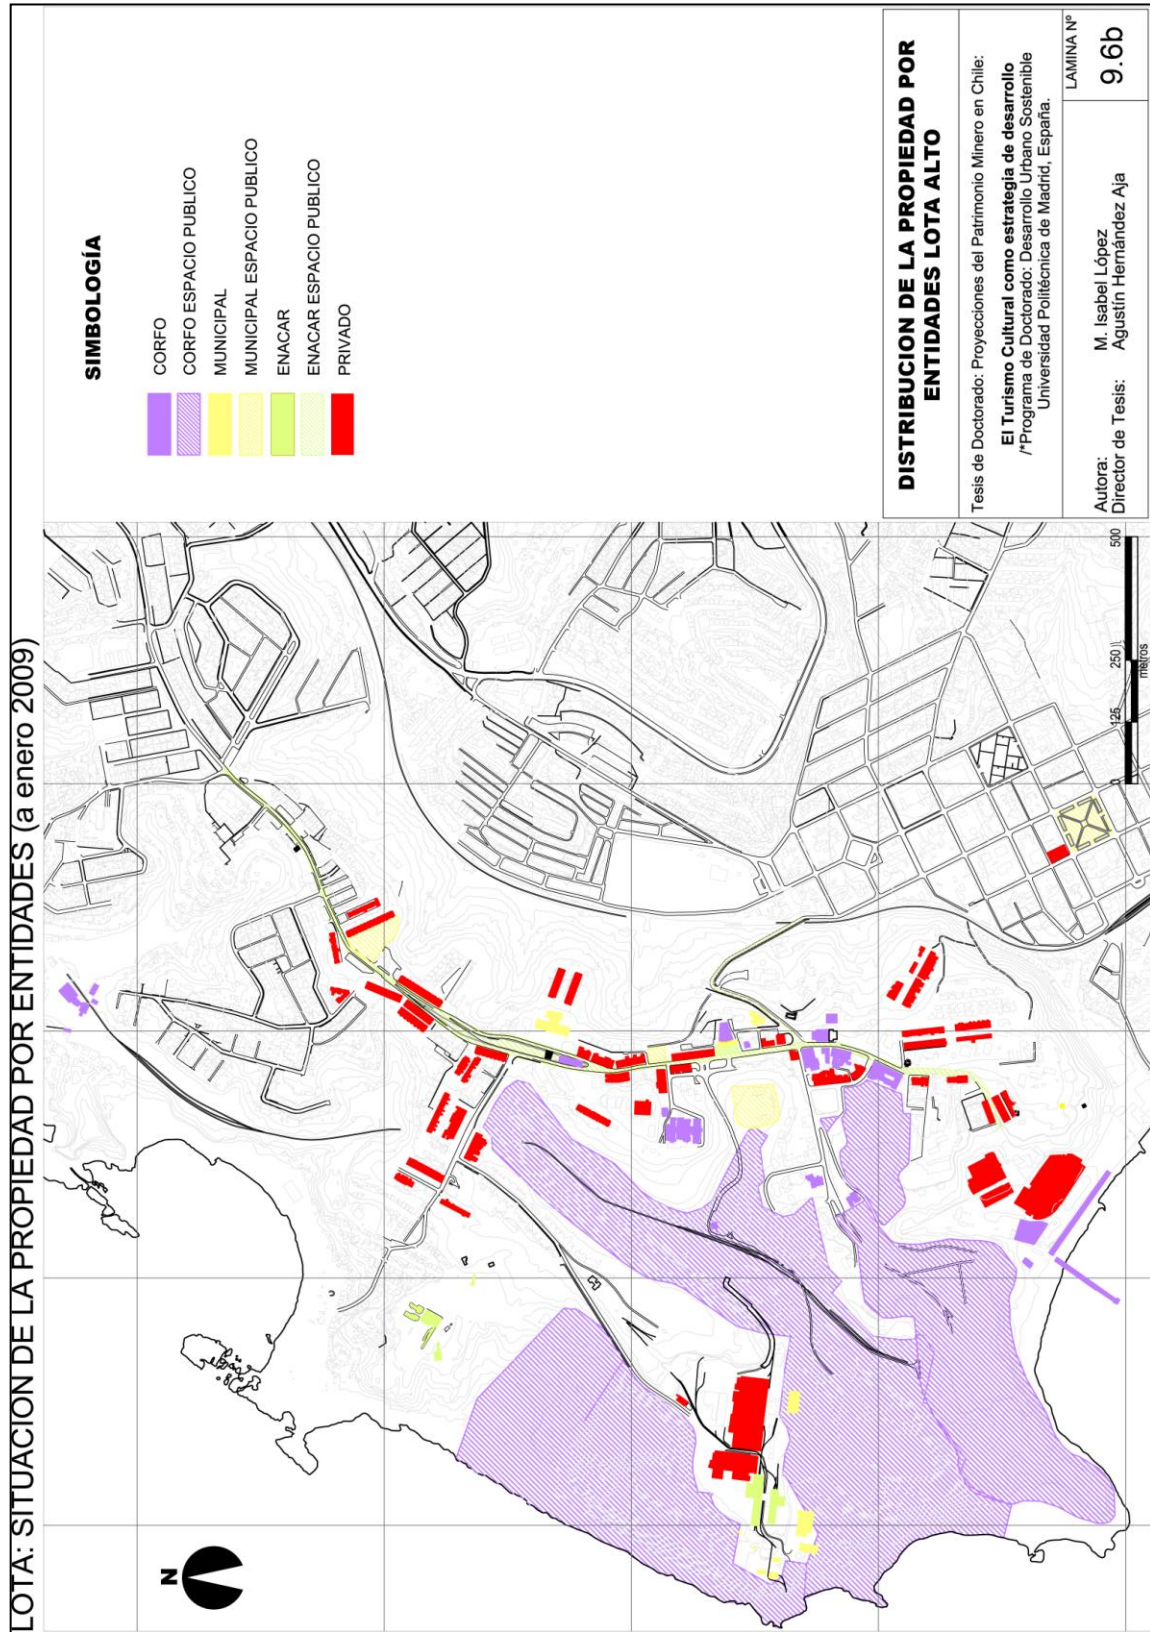 LOTA: SITUACION DE LA PROPIEDAD POR ENTIDADES (a enero 2009)
N
SIMBOLOGÍA
CORFO
CORFO ESPACIO PUBLICO
MUNICIPAL
MUNICIPAL ESPACIO PUBLICO
ENACAR
ENACAR ESPACIO PUBLICO
PRIVADO
0 125 250 500
metros
DISTRIBUCION DE LA PROPIEDAD POR
ENTIDADES LOTA ALTO
Tesis de Doctorado: Proyecciones del Patrimonio Minero en Chile:
El Turismo Cultural como estrategia de desarrollo
/*Programa de Doctorado: Desarrollo Urbano Sostenible
Universidad Politécnica de Madrid, España.
Autora: M. Isabel López
Director de Tesis: Agustín Hernández Aja
LAMINA Nº
9.6b